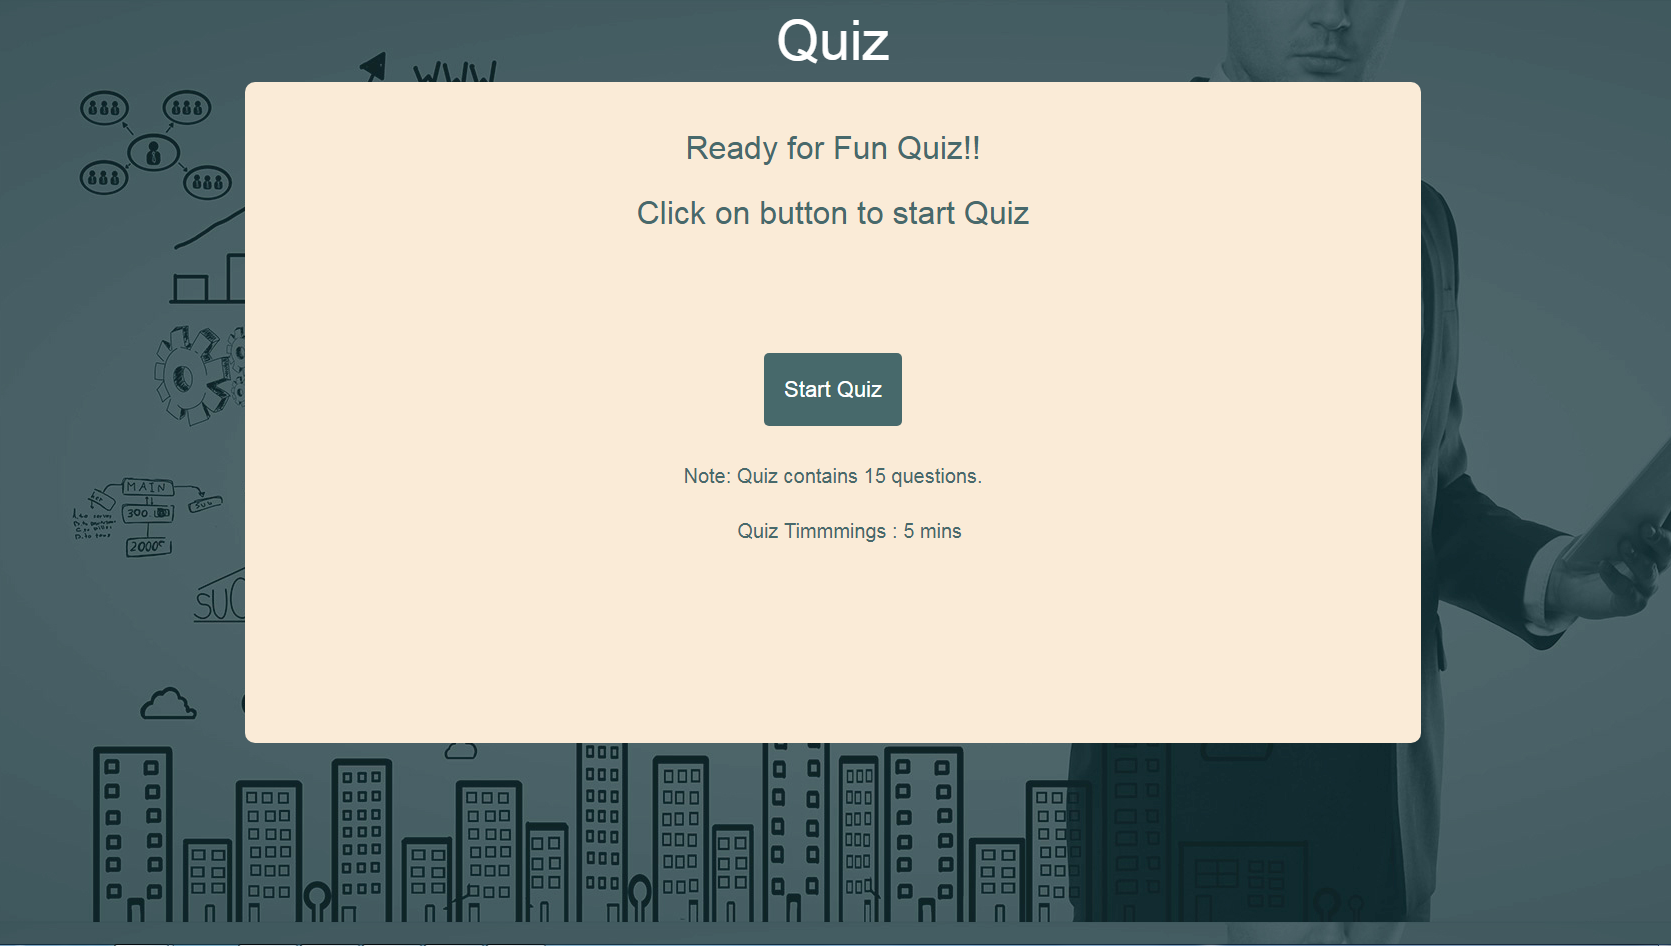 Quiz
WWW
Ready for Fun Quiz!!
Click on button to start Quiz
Start Quiz
MAIN
Note: Quiz contains 15 questions.
2000
Quiz Timmmings : 5 mins
SUC